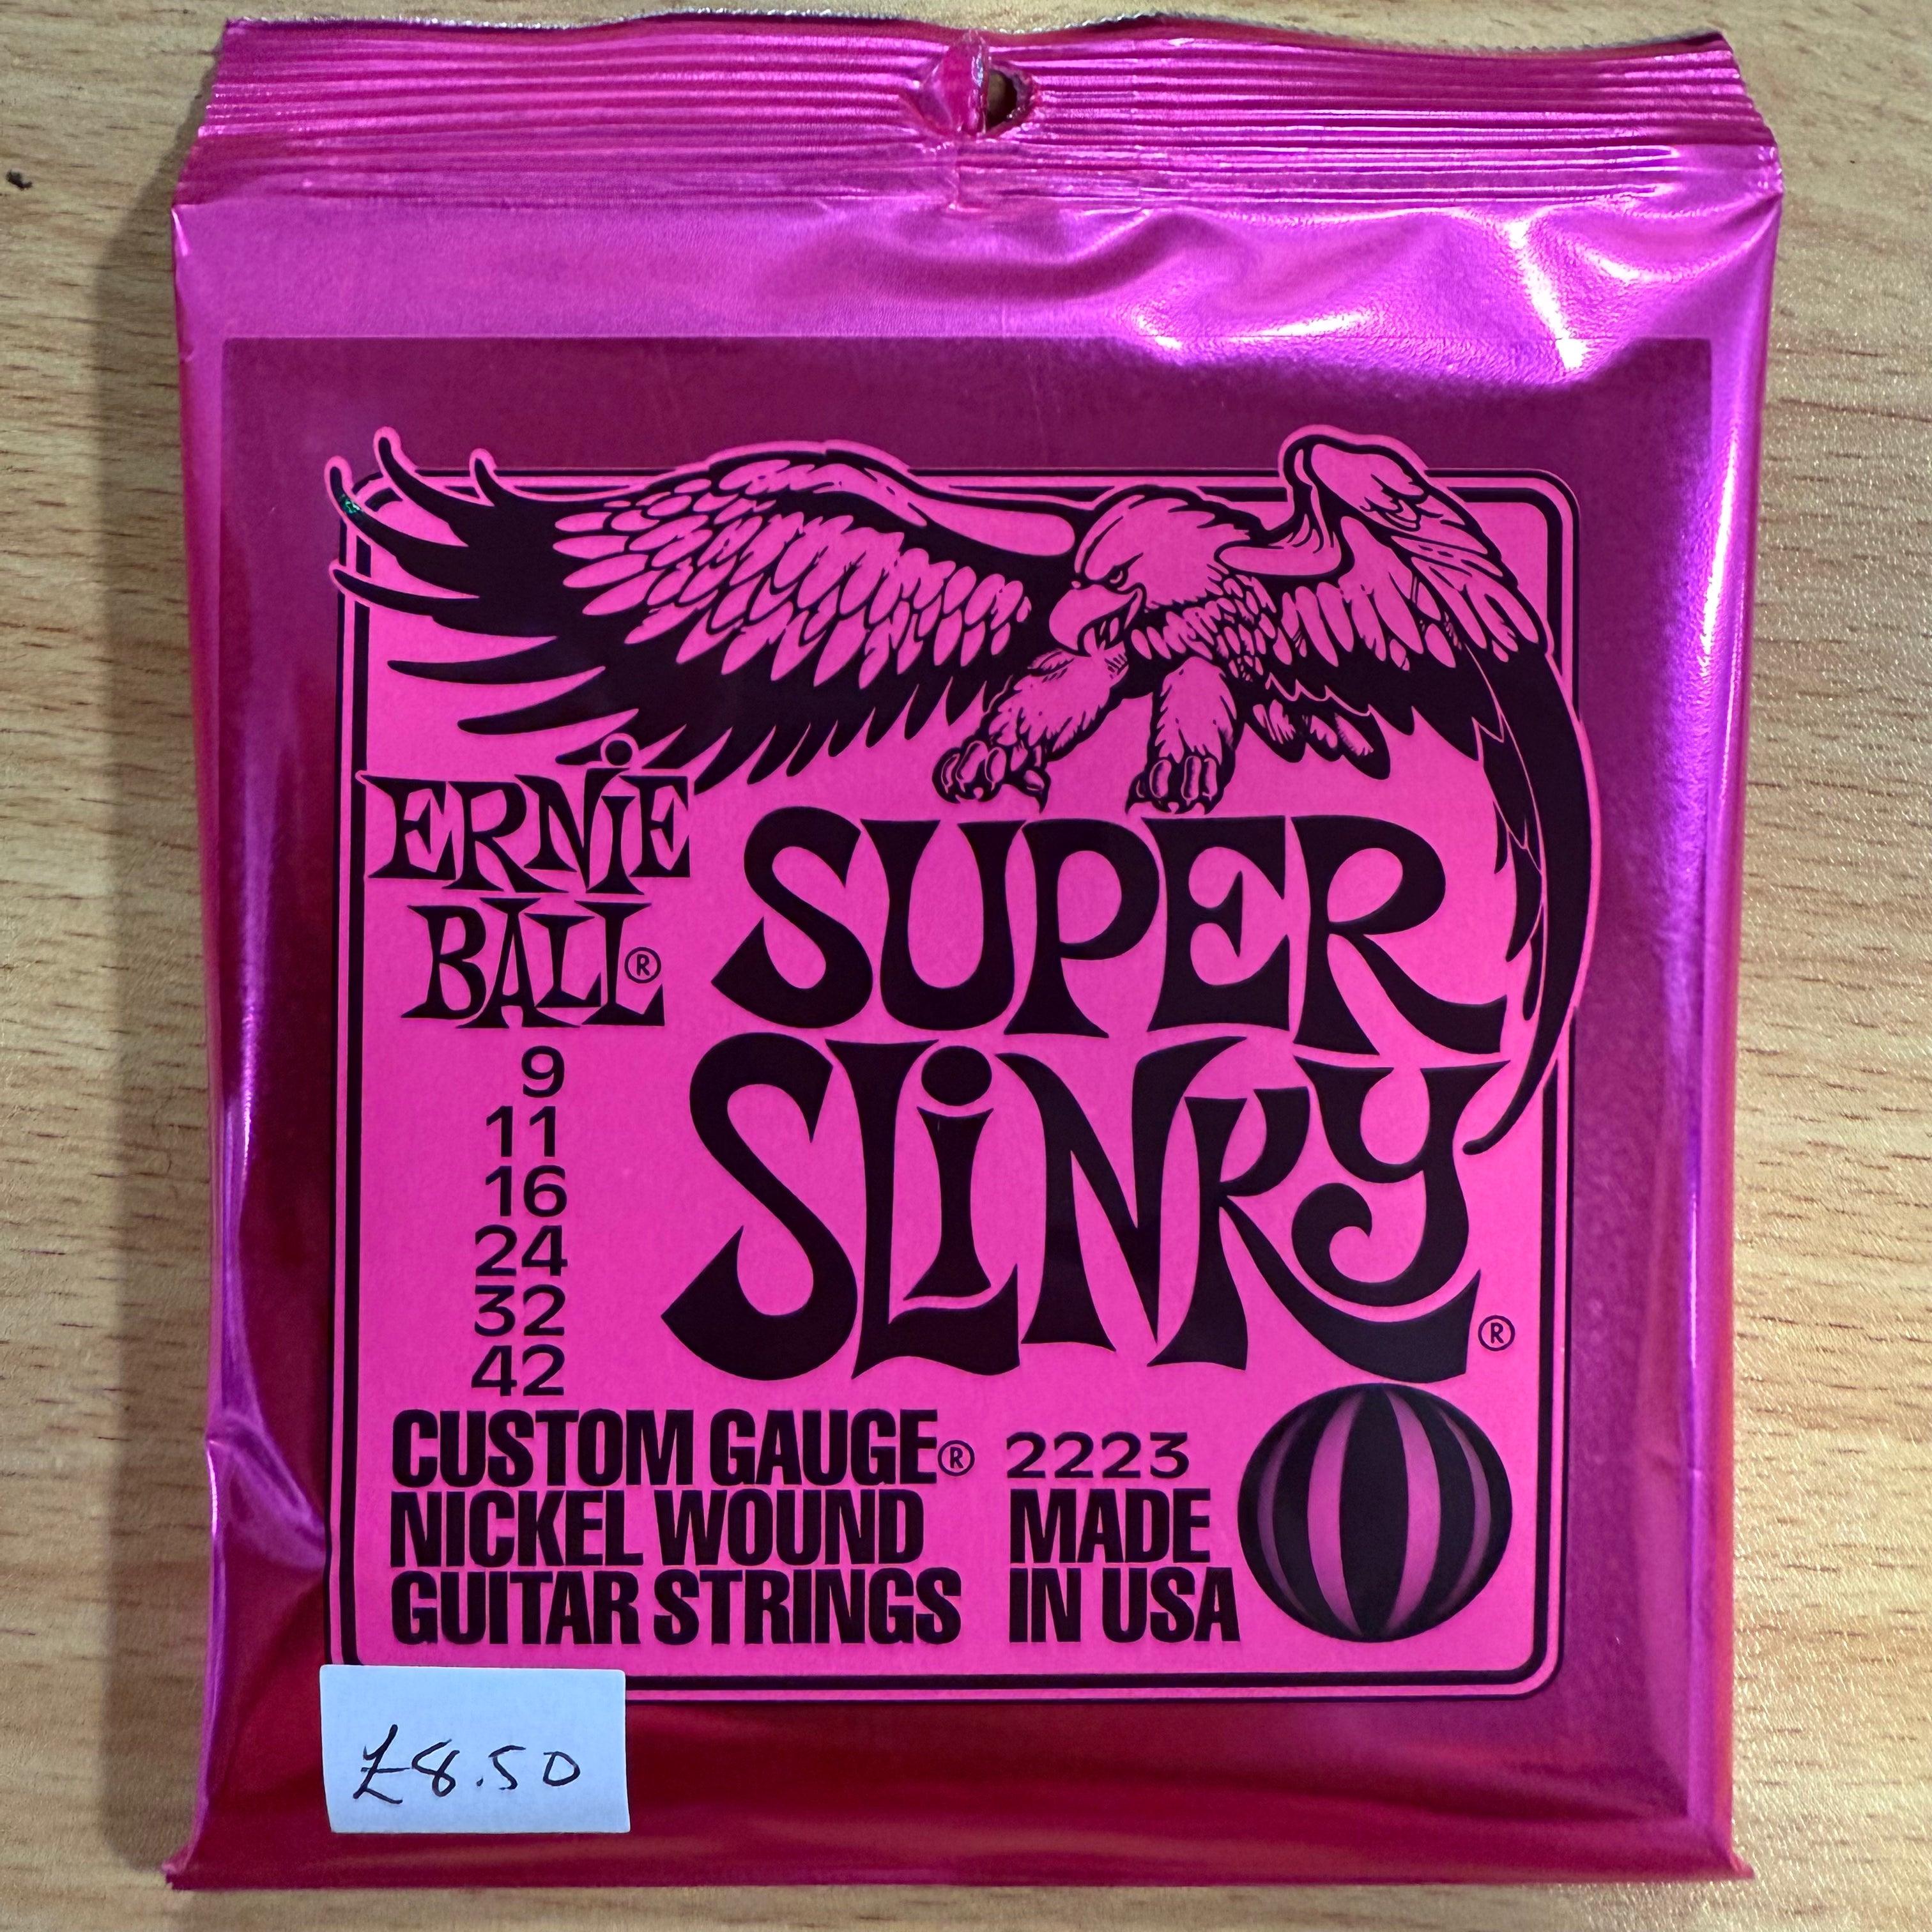 ERNiE
BALL®
SUPER
SLiNKY®
9
11
16
24
32
42
CUSTOM GAUGE®
NICKEL WOUND
GUITAR STRINGS
2223
MADE
IN USA
£8.50